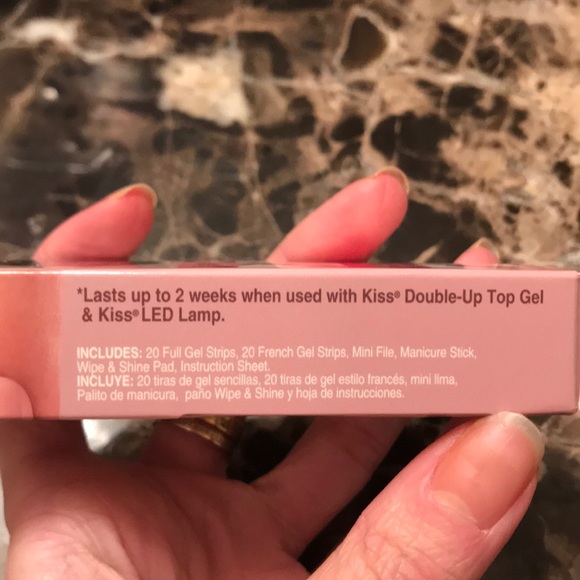 *Lasts up to 2 weeks when used with Kiss® Double-Up Top Gel
& Kiss® LED Lamp.
INCLUDES: 20 Full Gel Strips, 20 French Gel Strips, Mini File, Manicure Stick,
Wipe & Shine Pad, Instruction Sheet.
INCLUYE: 20 tiras de gel sencillas, 20 tiras de gel estilo francés, mini lima,
Palito de manicura, paño Wipe & Shine y hoja de instrucciones.